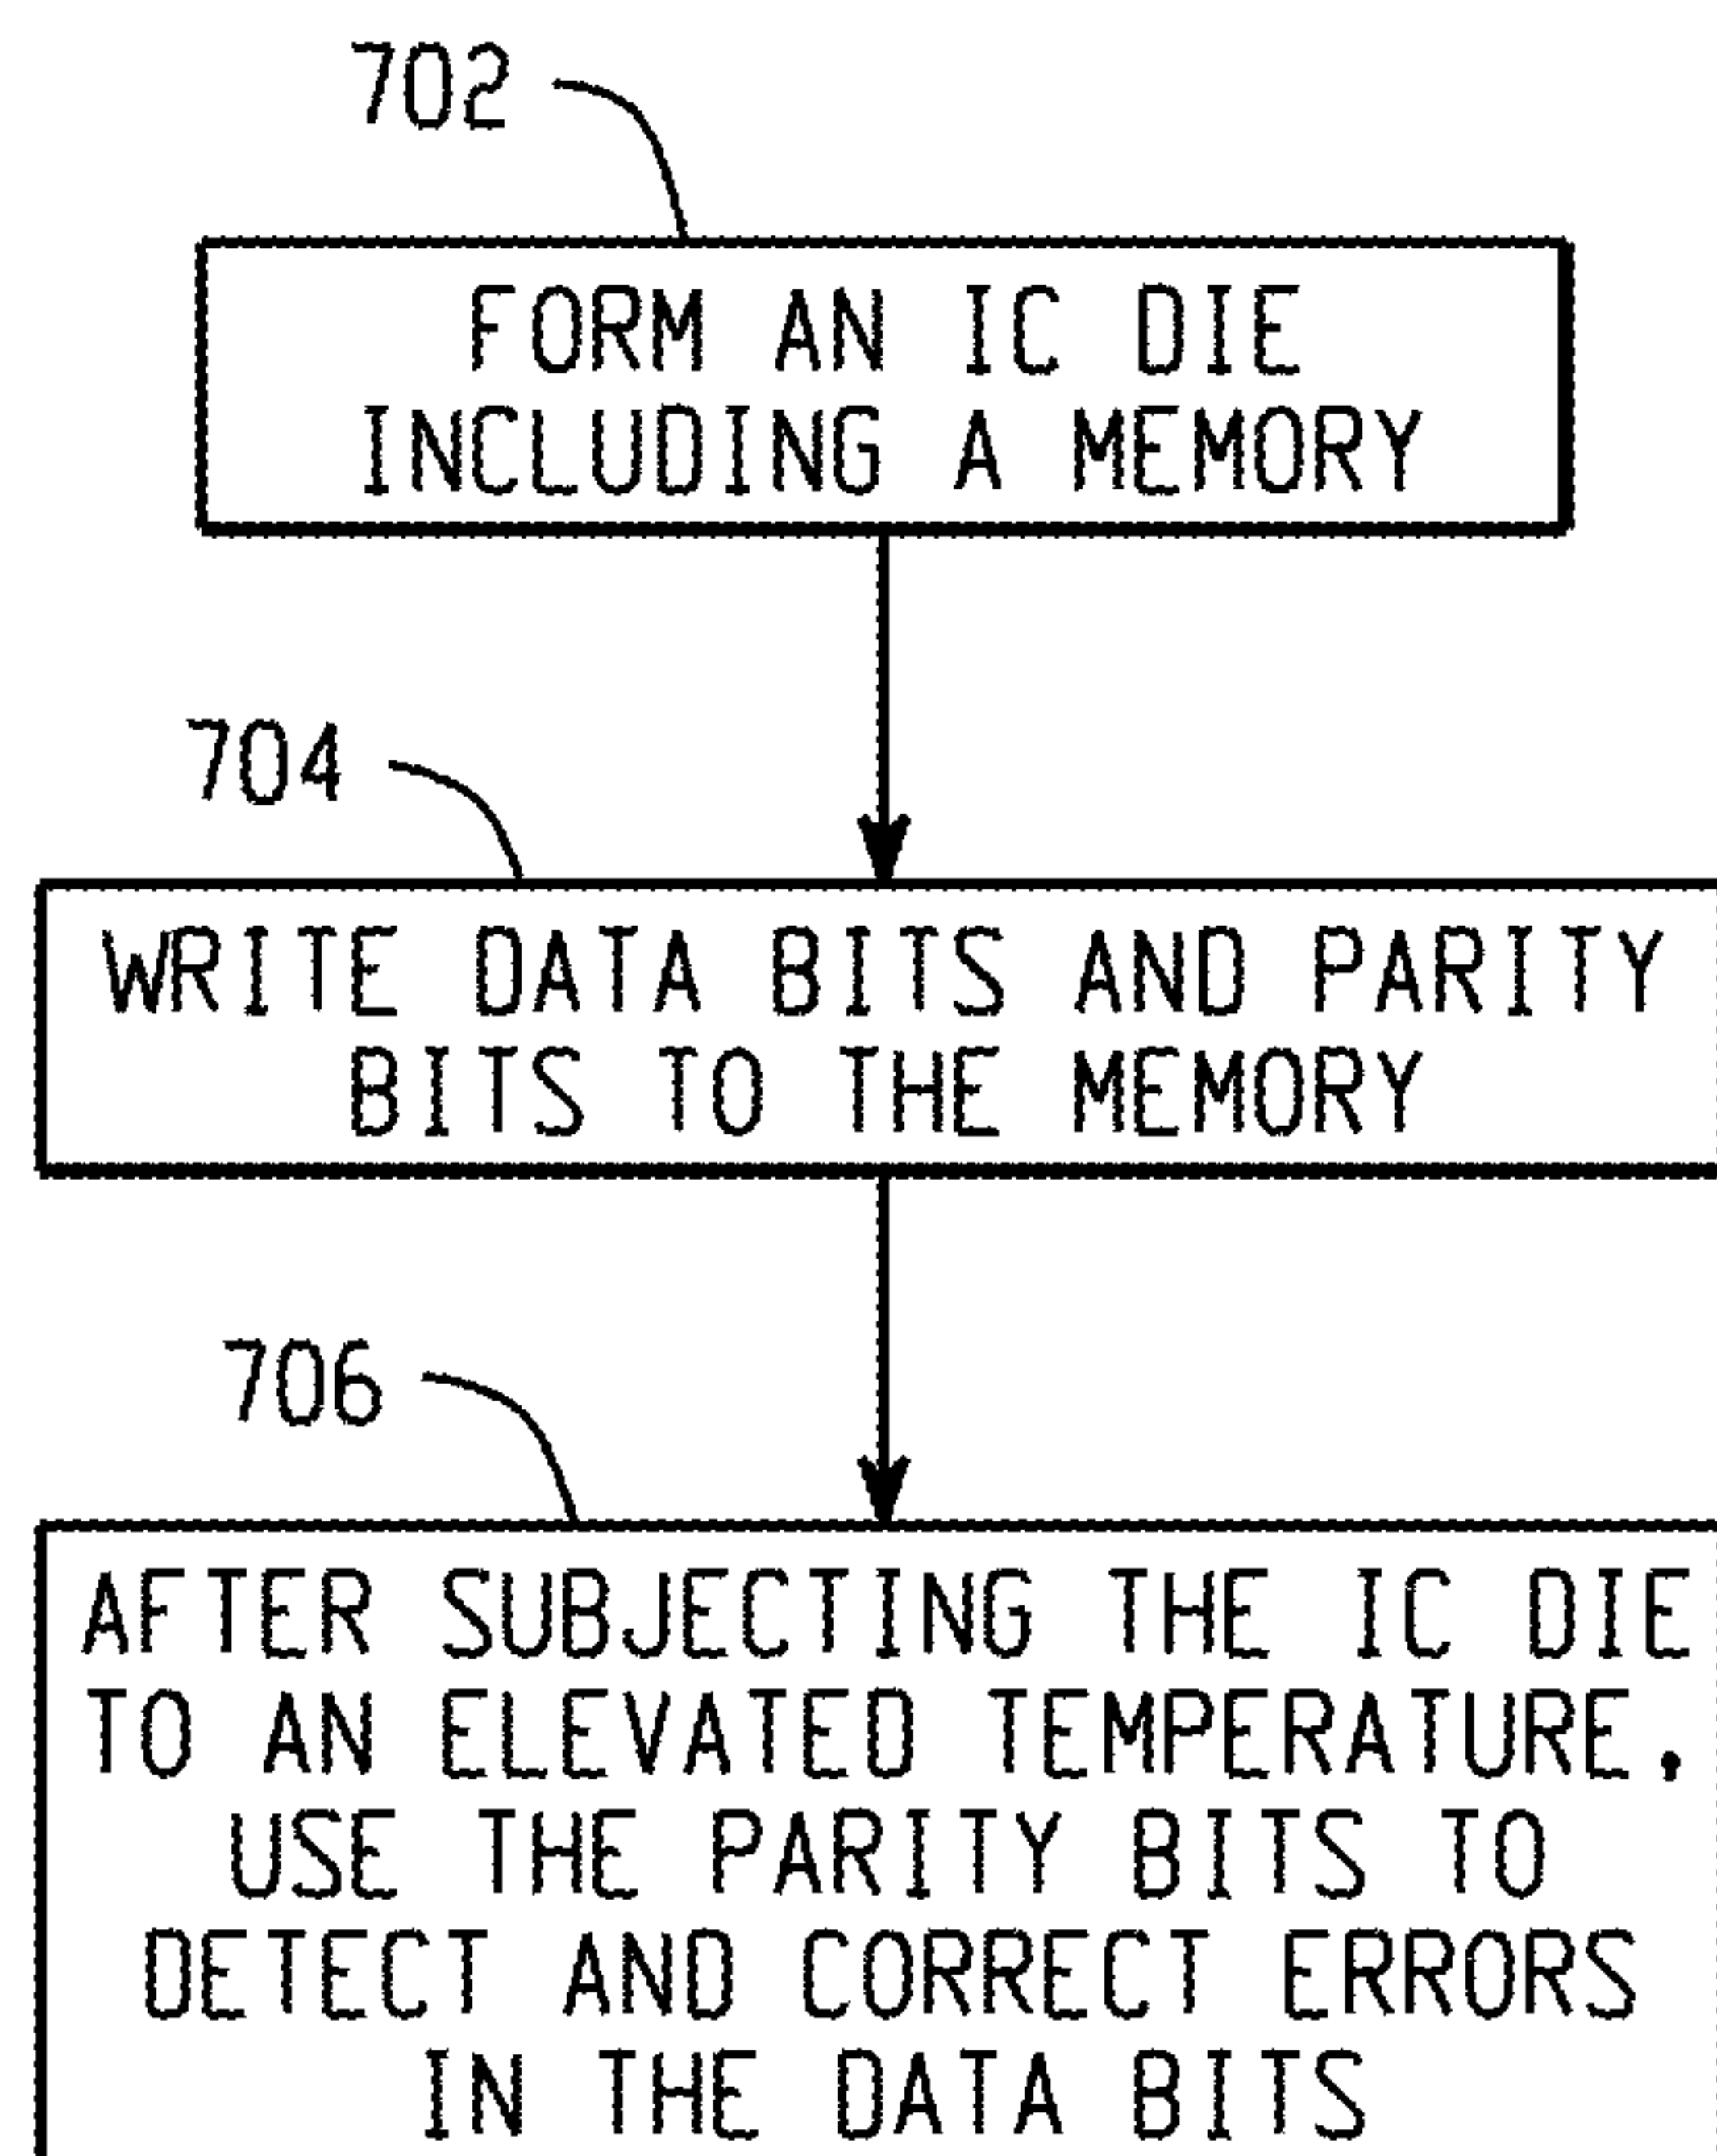 702
FORM AN IC DIE
INCLUDING A MEMORY
704
WRITE DATA BITS AND PARITY
BITS TO THE MEMORY
706
AFTER SUBJECTING THE IC DIE
TO AN ELEVATED TEMPERATURE.
USE THE PARITY BITS TO
DETECT AND CORRECT ERRORS
IN THE DATA BITS